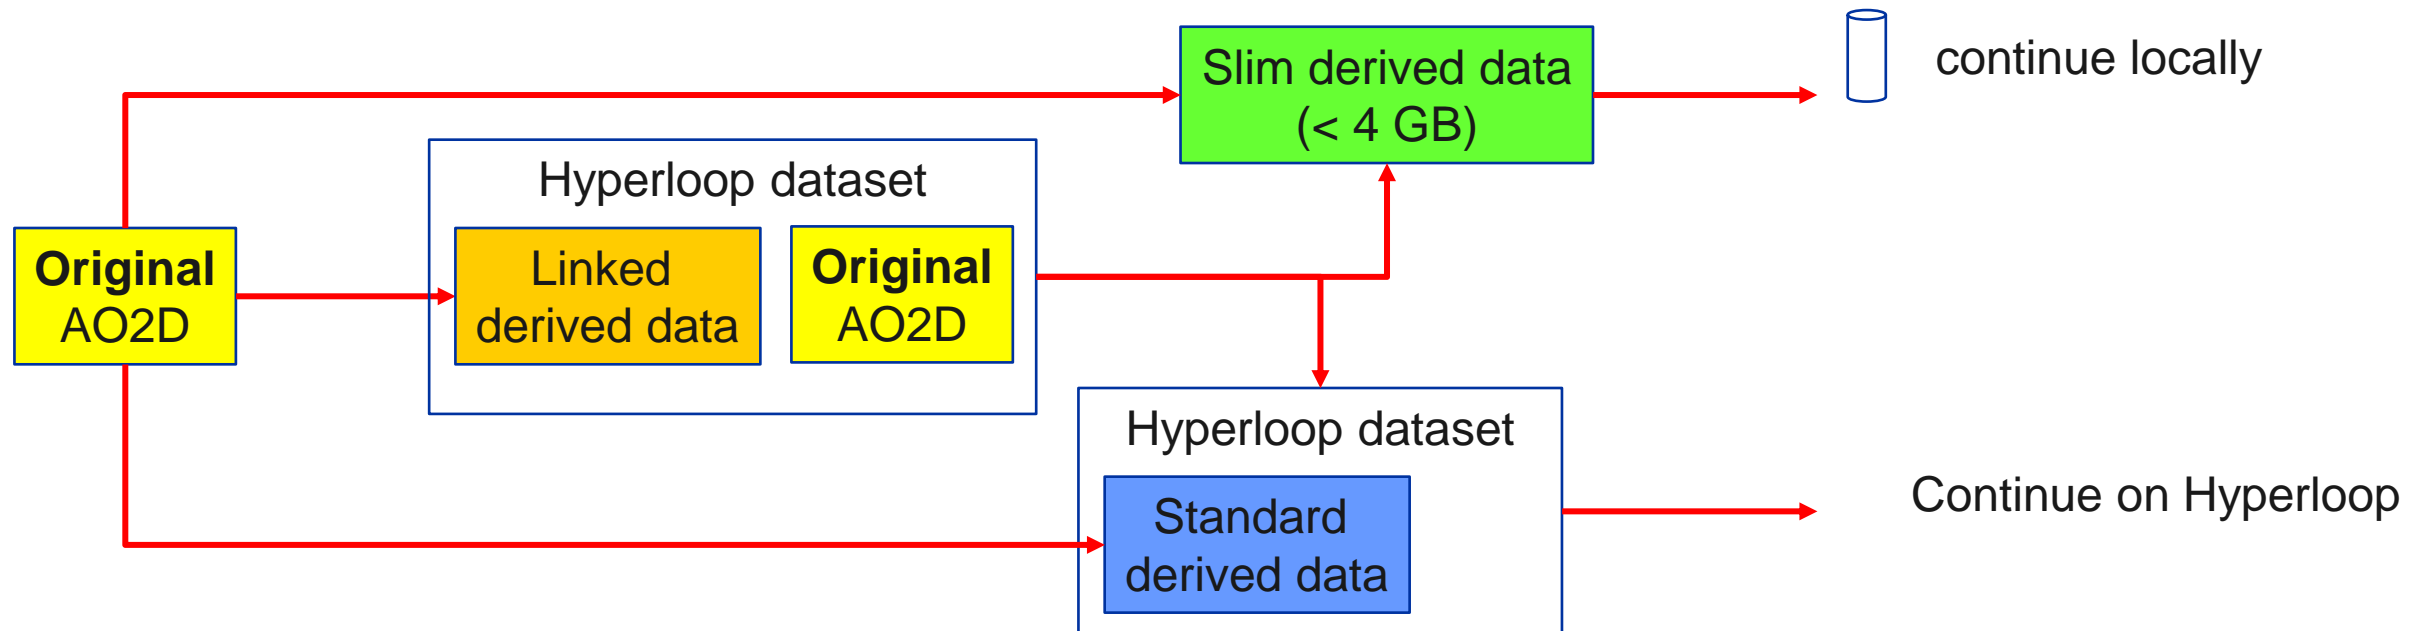 Slim derived data
(< 4 GB)
continue locally
Hyperloop dataset
Original
AO2D
Linked
derived data
Original
AO2D
Hyperloop dataset
Standard
derived data
Continue on Hyperloop